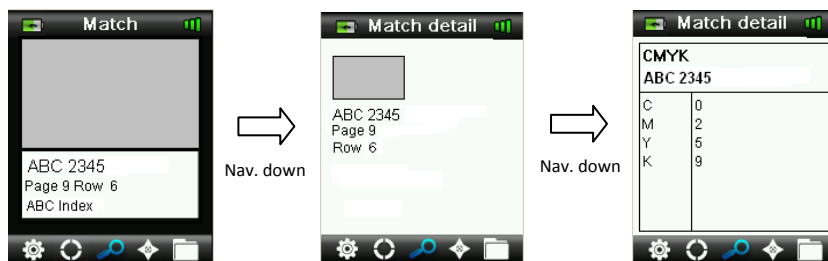 Match
ABC 2345
Page 9 Row 6
ABC Index
Nav. down
Match detail
ABC 2345
Page 9
Row 6
Nav. down
Match detail
CMYK
ABC 2345
C 0
M 2
Y 5
K 9